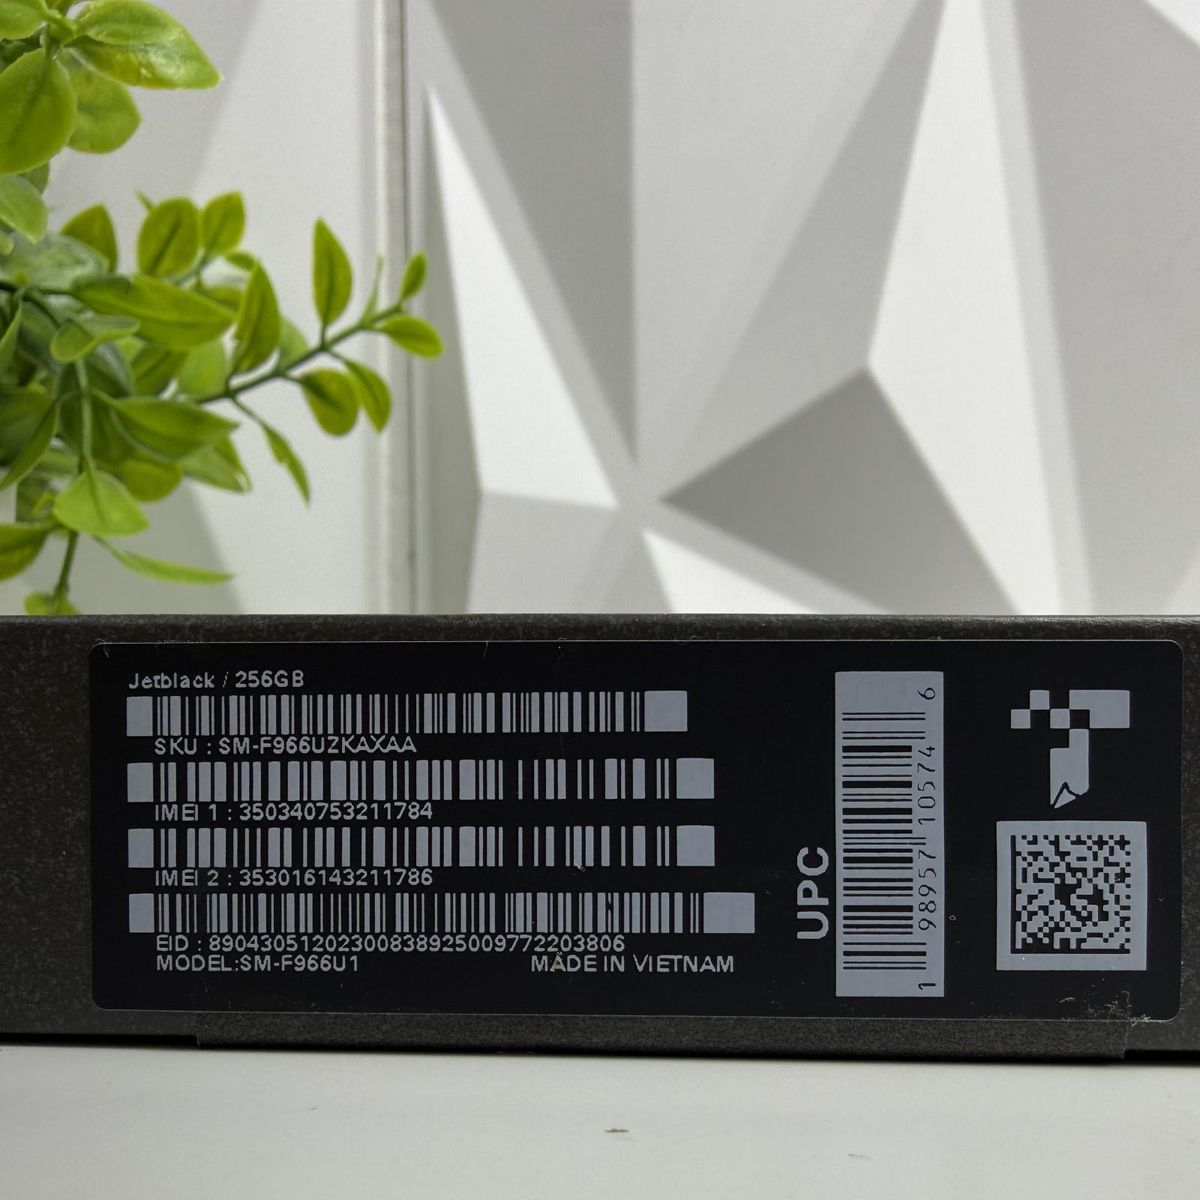 Jetblack / 256GB
SKU : SM-F966UZKAXAA
IMEI 1 : 350340753211784
IMEI 2 : 353016143211786
EID : 89043051202300838925009772203806
MODEL:SM-F966U1 MADE IN VIETNAM
UPC
1 98957 10574 6